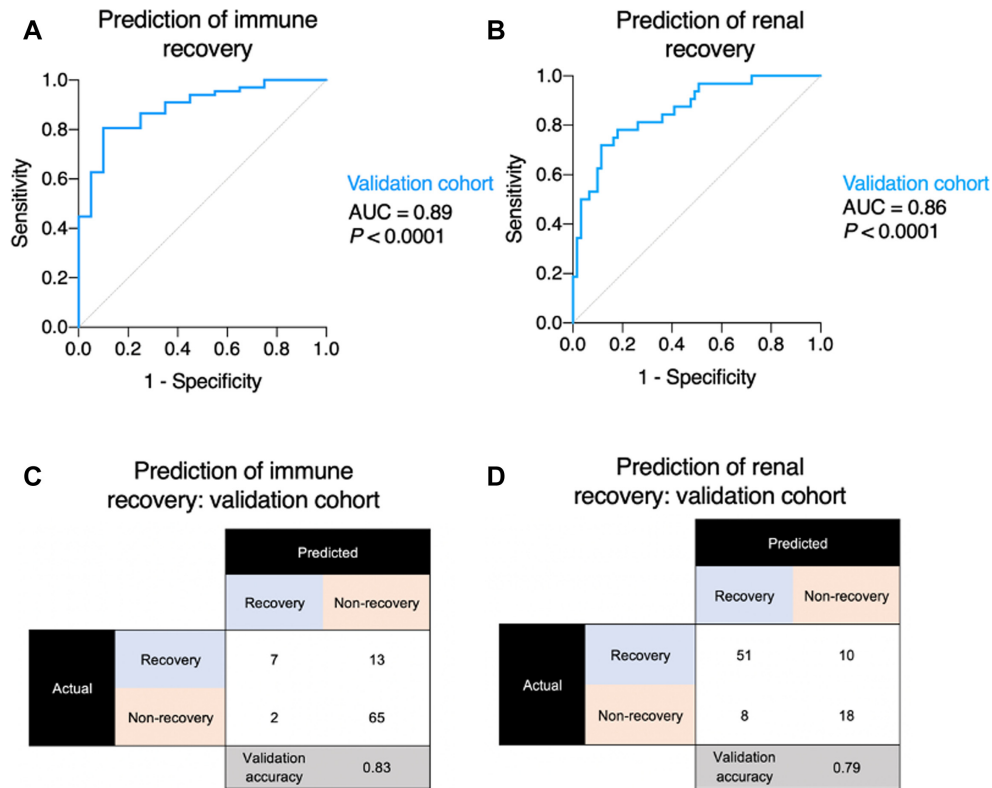 A
Prediction of immune
recovery
1.0
0.8
0.6
0.4
0.2
0.0
Sensitivity
0.0 0.2 0.4 0.6 0.8 1.0
1 - Specificity
Validation cohort
AUC = 0.89
P < 0.0001
B
Prediction of renal
recovery
1.0
0.8
0.6
0.4
0.2
0.0
Sensitivity
0.0 0.2 0.4 0.6 0.8 1.0
1 - Specificity
Validation cohort
AUC = 0.86
P < 0.0001
C
Prediction of immune
recovery: validation cohort
Predicted
Recovery Non-recovery
Actual
Recovery 7 13
Non-recovery 2 65
Validation
accuracy 0.83
D
Prediction of renal
recovery: validation cohort
Predicted
Recovery Non-recovery
Actual
Recovery 51 10
Non-recovery 8 18
Validation
accuracy 0.79